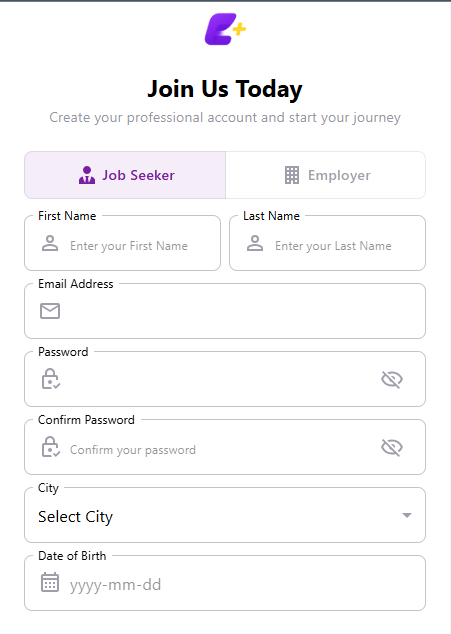 E+
Join Us Today
Create your professional account and start your journey
Job Seeker Employer
First Name Last Name
Enter your First Name Enter your Last Name
Email Address
Password
Confirm Password
Confirm your password
City
Select City
Date of Birth
yyyy-mm-dd